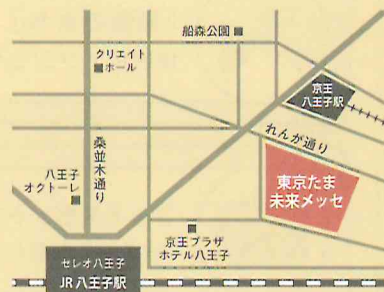 船森公園
クリエイト
ホール
京王
八王子駅
れんが通り
桑並木通り
八王子
オクトーレ
東京たま
未来メッセ
京王プラザ
ホテル八王子
セレオ八王子
JR 八王子駅